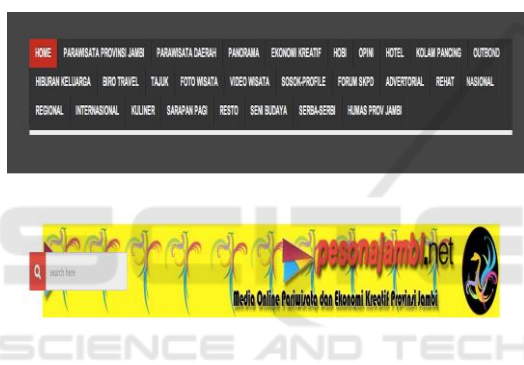 HOME PARAWISATA PROVINSI JAMBI PARAWISATA DAERAH PANORAMA EKONOMI KREATIF HOBI OPINI HOTEL KOLAM PANCING OUTBOND
HIBURAN KELUARGA BIRO TRAVEL TAJUK FOTO WISATA VIDEO WISATA SOSOK-PROFILE FORUM SKPD ADVERTORIAL REHAT NASIONAL
REGIONAL INTERNASIONAL KULINER SARAPAN PAGI RESTO SENI BUDAYA SERBA-SERBI HUMAS PROV JAMBI
search here
pesonajambi.net
Media Online Pariwisata dan Ekonomi Kreatif Provinsi Jambi
SCIENCE AND TECH